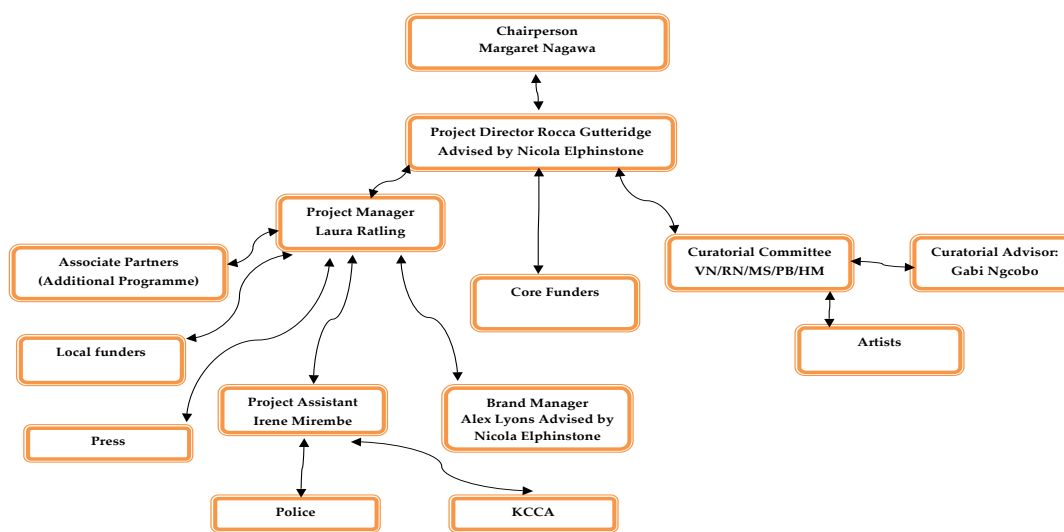 Chairperson
Margaret Nagawa
Project Director Rocca Gutteridge
Advised by Nicola Elphinstone
Project Manager
Laura Ratling
Associate Partners
(Additional Programme)
Curatorial Committee
VN/RN/MS/PB/HM
Curatorial Advisor:
Gabi Ngcobo
Core Funders
Local funders
Artists
Project Assistant
Irene Mirembe
Brand Manager
Alex Lyons Advised by
Nicola Elphinstone
Press
Police
KCCA